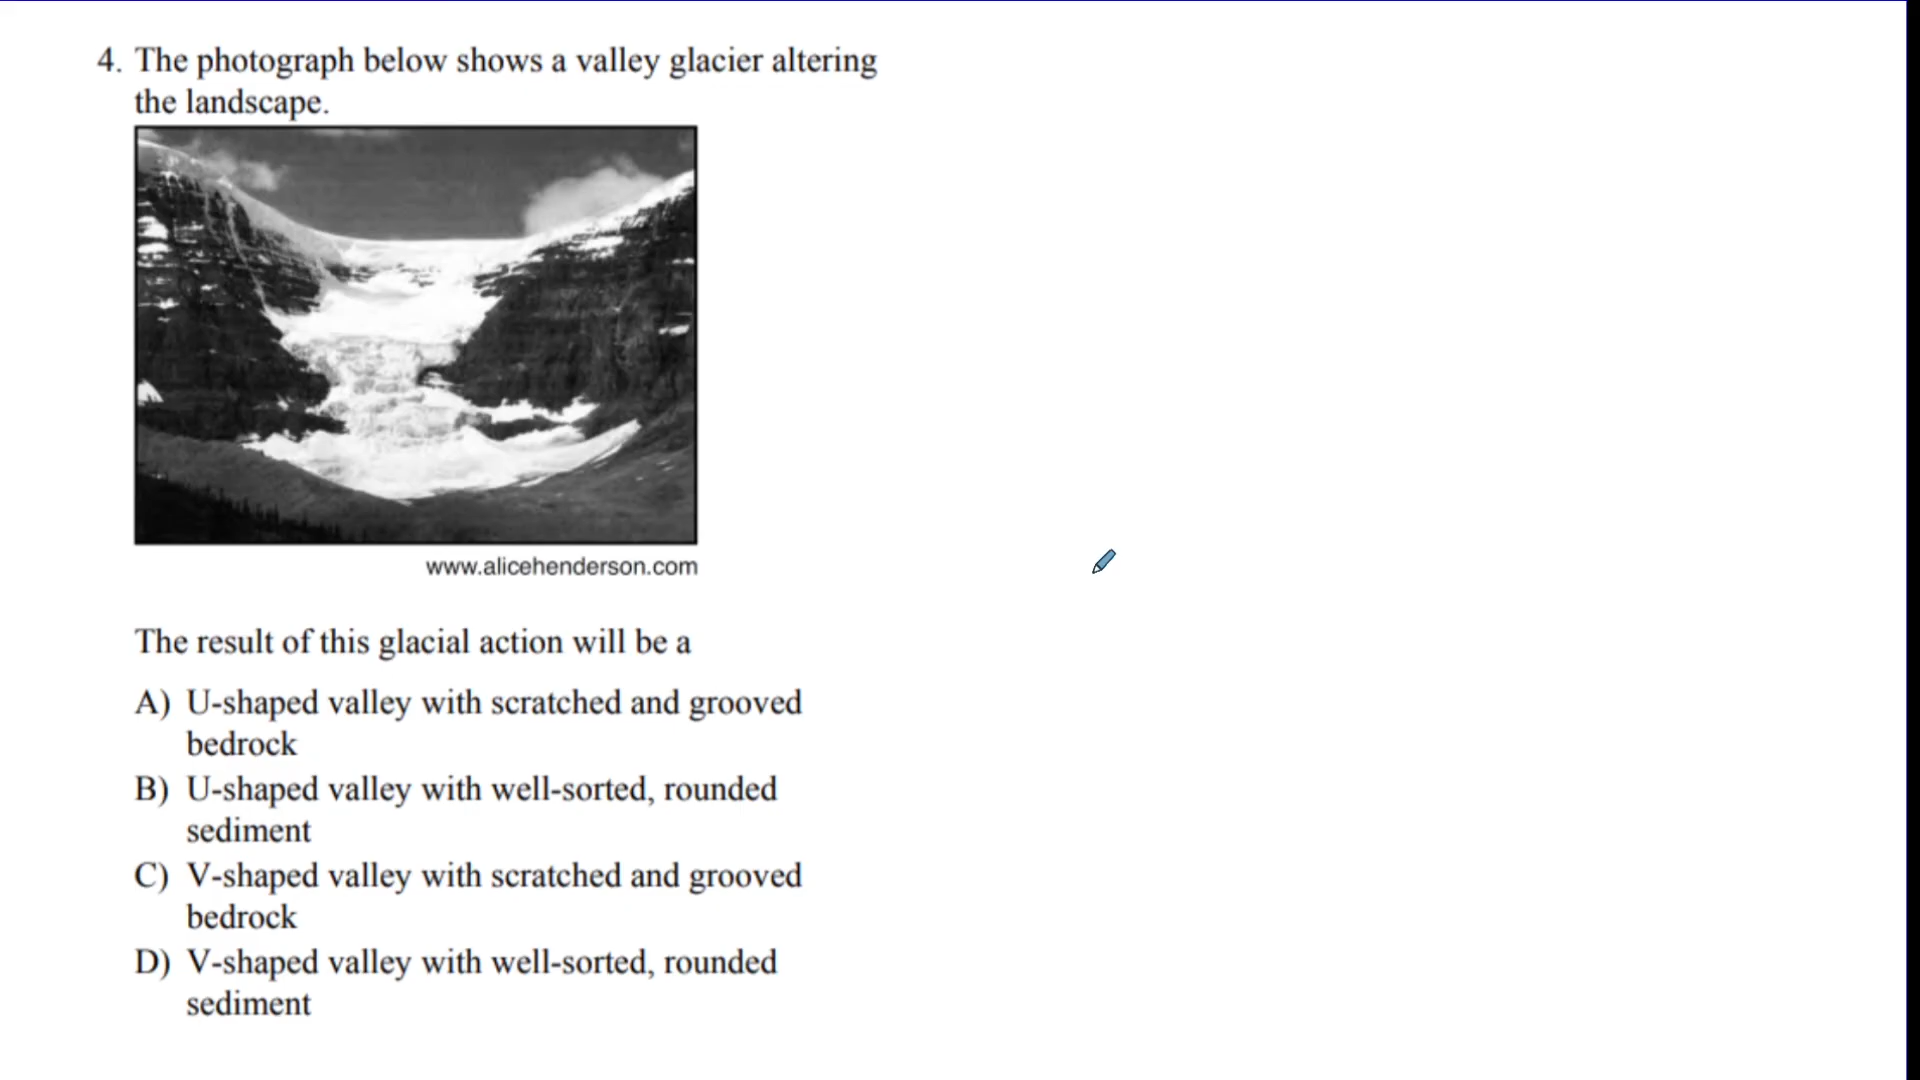 4. The photograph below shows a valley glacier altering
the landscape.
www.alicehenderson.com
The result of this glacial action will be a
A) U-shaped valley with scratched and grooved
bedrock
B) U-shaped valley with well-sorted, rounded
sediment
C) V-shaped valley with scratched and grooved
bedrock
D) V-shaped valley with well-sorted, rounded
sediment